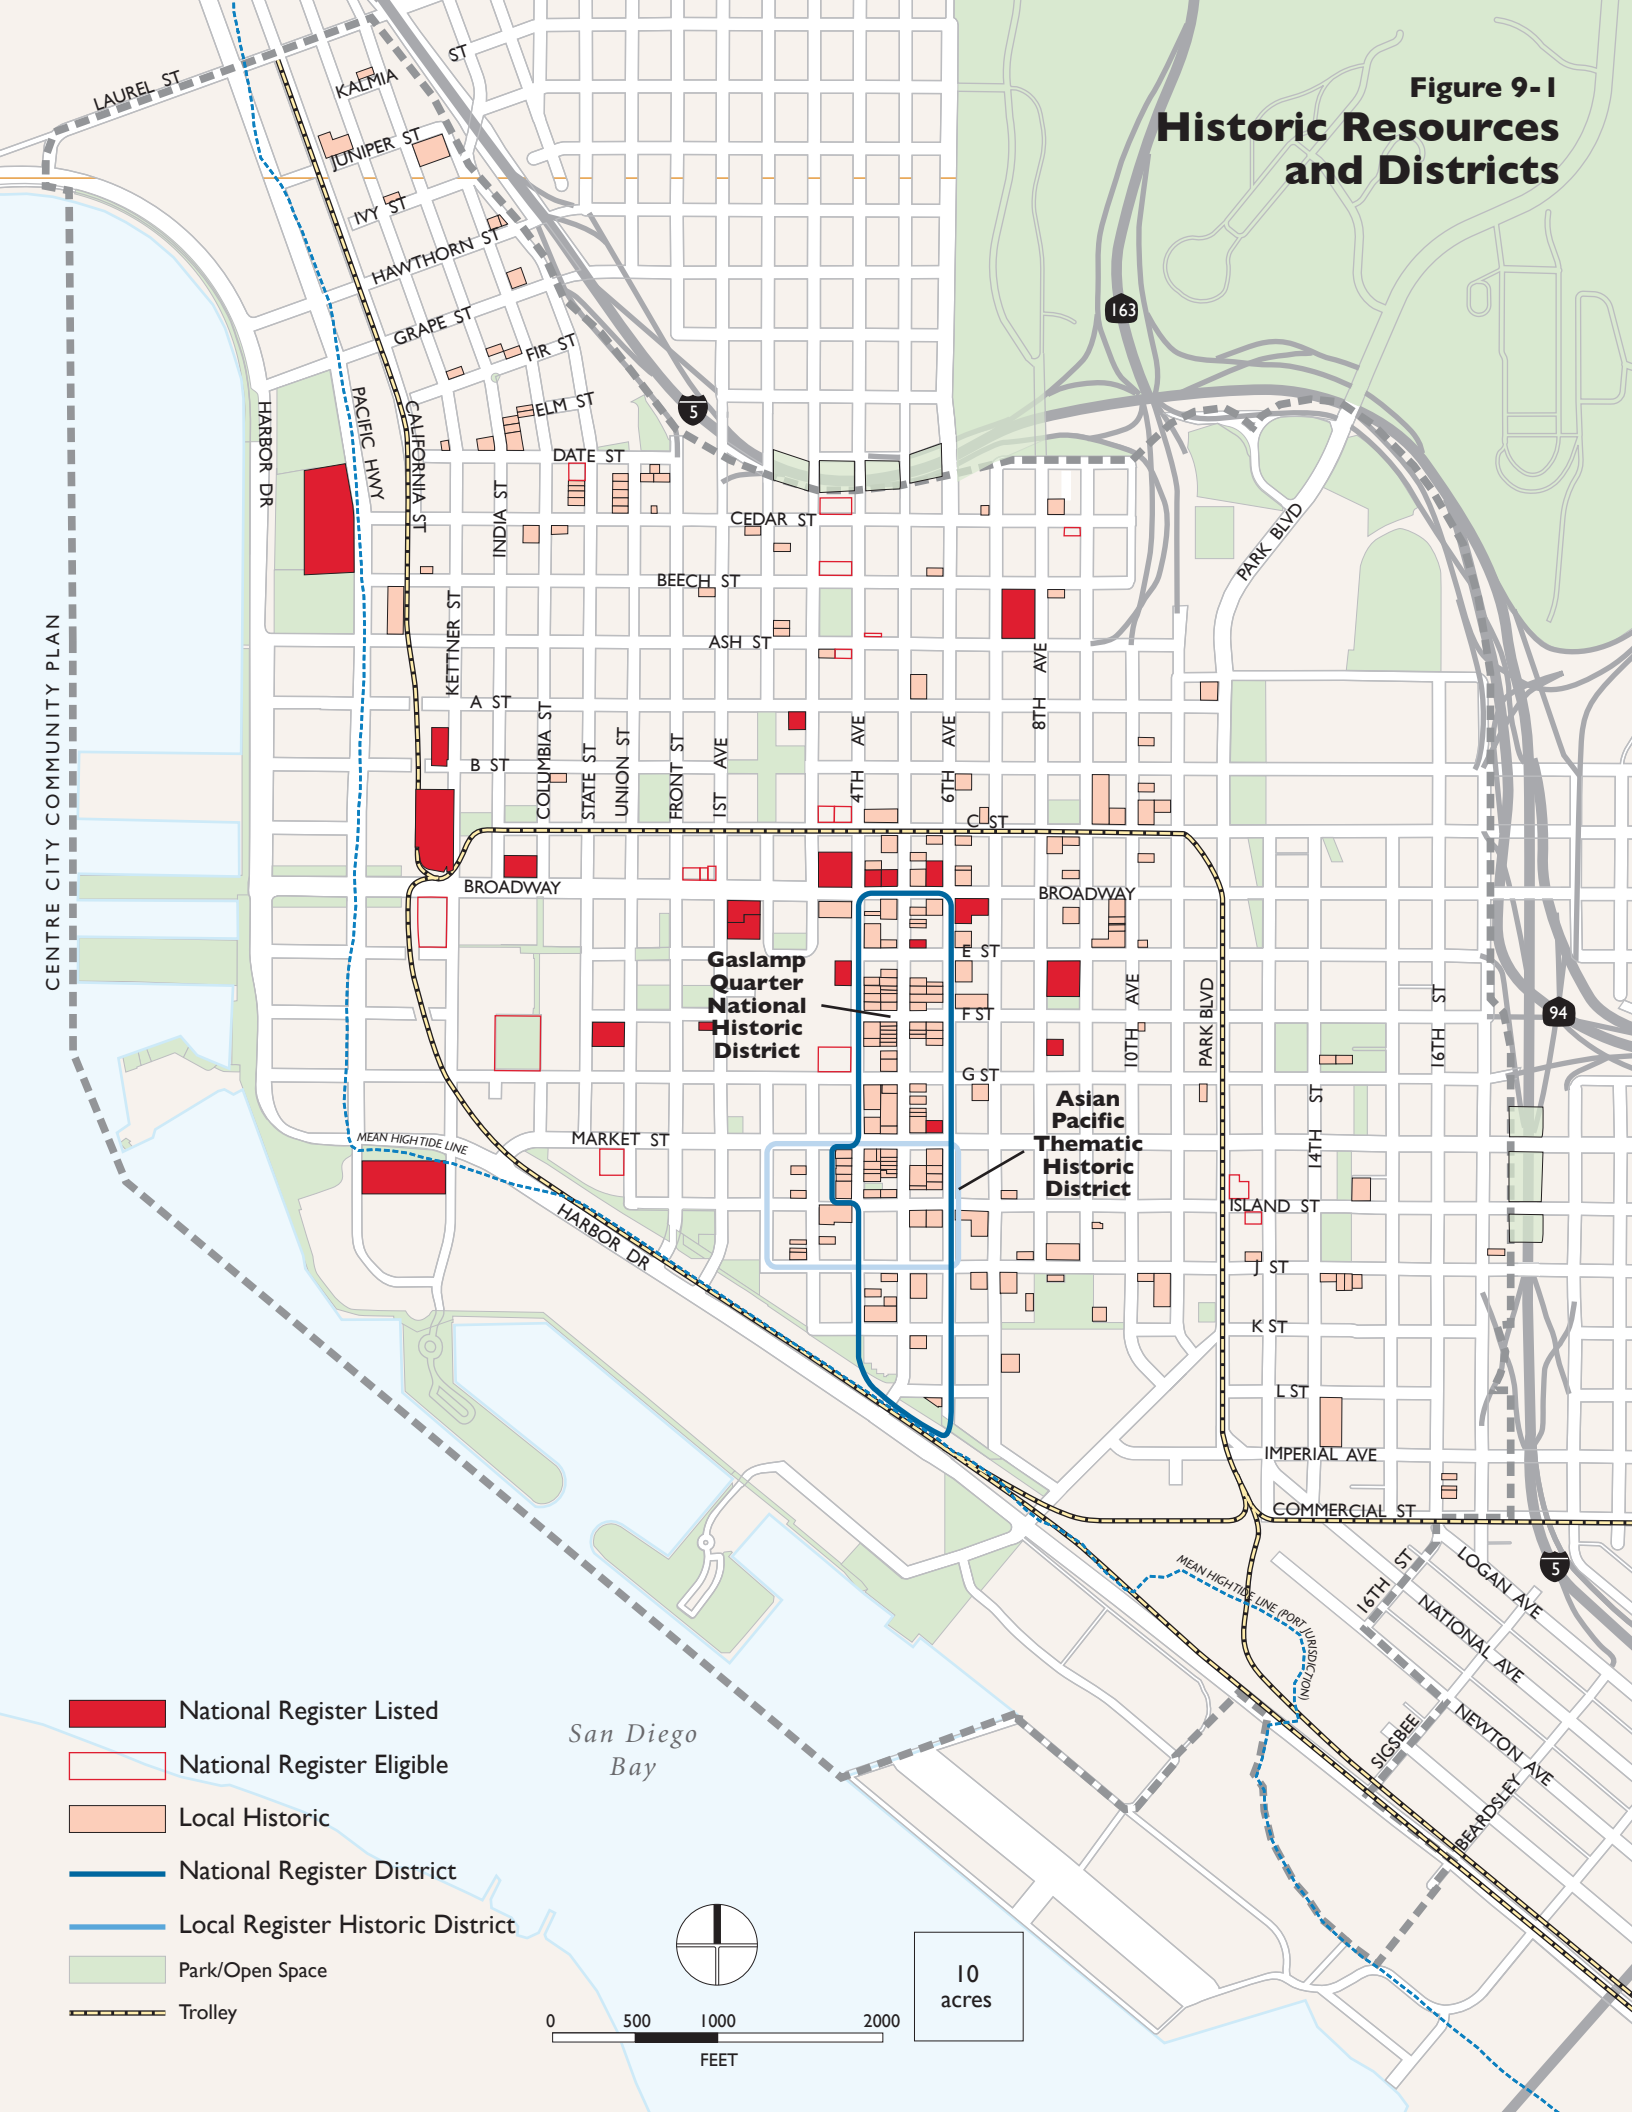 Figure 9-1
Historic Resources
and Districts
LAUREL ST
ST
KALMIA
JUNIPER ST
IVY ST
HAWTHORN ST
GRAPE ST
FIR ST
ELM ST
163
5
HARBOR DR
PACIFIC HWY
CALIFORNIA ST
DATE ST
INDIA ST
CEDAR ST
BEECH ST
PARK BLVD
KETTNER ST
ASH ST
8TH AVE
A ST
B ST
COLUMBIA ST
STATE ST
UNION ST
FRONT ST
1ST AVE
4TH AVE
6TH AVE
C ST
BROADWAY
BROADWAY
CENTRE CITY COMMUNITY PLAN
E ST
Gaslamp
Quarter
National
Historic
District
F ST
10TH AVE
PARK BLVD
16TH ST
94
G ST
Asian
Pacific
Thematic
Historic
District
14TH ST
MEAN HIGH TIDE LINE
MARKET ST
ISLAND ST
HARBOR DR
J ST
K ST
L ST
IMPERIAL AVE
COMMERCIAL ST
5
MEAN HIGH TIDE LINE (PORT JURISDICTION)
16TH ST
LOGAN AVE
NATIONAL AVE
NEWTON AVE
SIGSBEE
BEARDSLEY
San Diego
Bay
National Register Listed
National Register Eligible
Local Historic
National Register District
Local Register Historic District
Park/Open Space
Trolley
0 500 1000 2000
FEET
10
acres